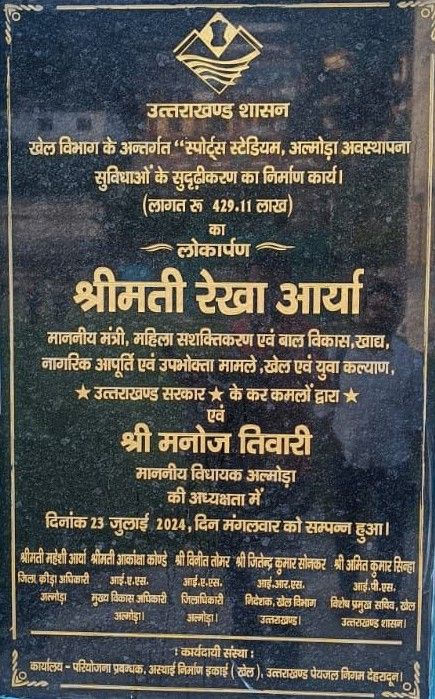 उत्तराखण्ड शासन
खेल विभाग के अन्तर्गत "स्पोर्ट्स स्टेडियम, अल्मोड़ा अवस्थापना
सुविधाओं के सुदृढ़ीकरण का निर्माण कार्य।
(लागत रू 429.11 लाख)
का
लोकार्पण
श्रीमती रेखा आर्या
माननीय मंत्री, महिला सशक्तिकरण एवं बाल विकास,खाद्य,
नागरिक आपूर्ति एवं उपभोक्ता मामले ,खेल एवं युवा कल्याण,
★ उत्तराखण्ड सरकार ★ के कर कमलों द्वारा ★
एवं
श्री मनोज तिवारी
माननीय विधायक अल्मोड़ा
की अध्यक्षता में
दिनांक 23 जुलाई 2024, दिन मंगलवार को सम्पन्न हुआ।
श्रीमती महेशी आर्या श्रीमती आकांक्षा कोण्डे श्री विनीत तोमर श्री जितेन्द्र कुमार सोनकर श्री अमित कुमार सिन्हा
जिला क्रीड़ा अधिकारी आई.ए.एस. आई.ए.एस. आई.आर.एस. आई.पी.एस.
अल्मोड़ा। मुख्य विकास अधिकारी जिलाधिकारी निदेशक, खेल विभाग विशेष प्रमुख सचिव, खेल
अल्मोड़ा। अल्मोड़ा। उत्तराखण्ड। उत्तराखण्ड शासन।
: कार्यदायी संस्था :
कार्यालय - परियोजना प्रबन्धक, अस्थाई निर्माण इकाई (खेल), उत्तराखण्ड पेयजल निगम देहरादून।